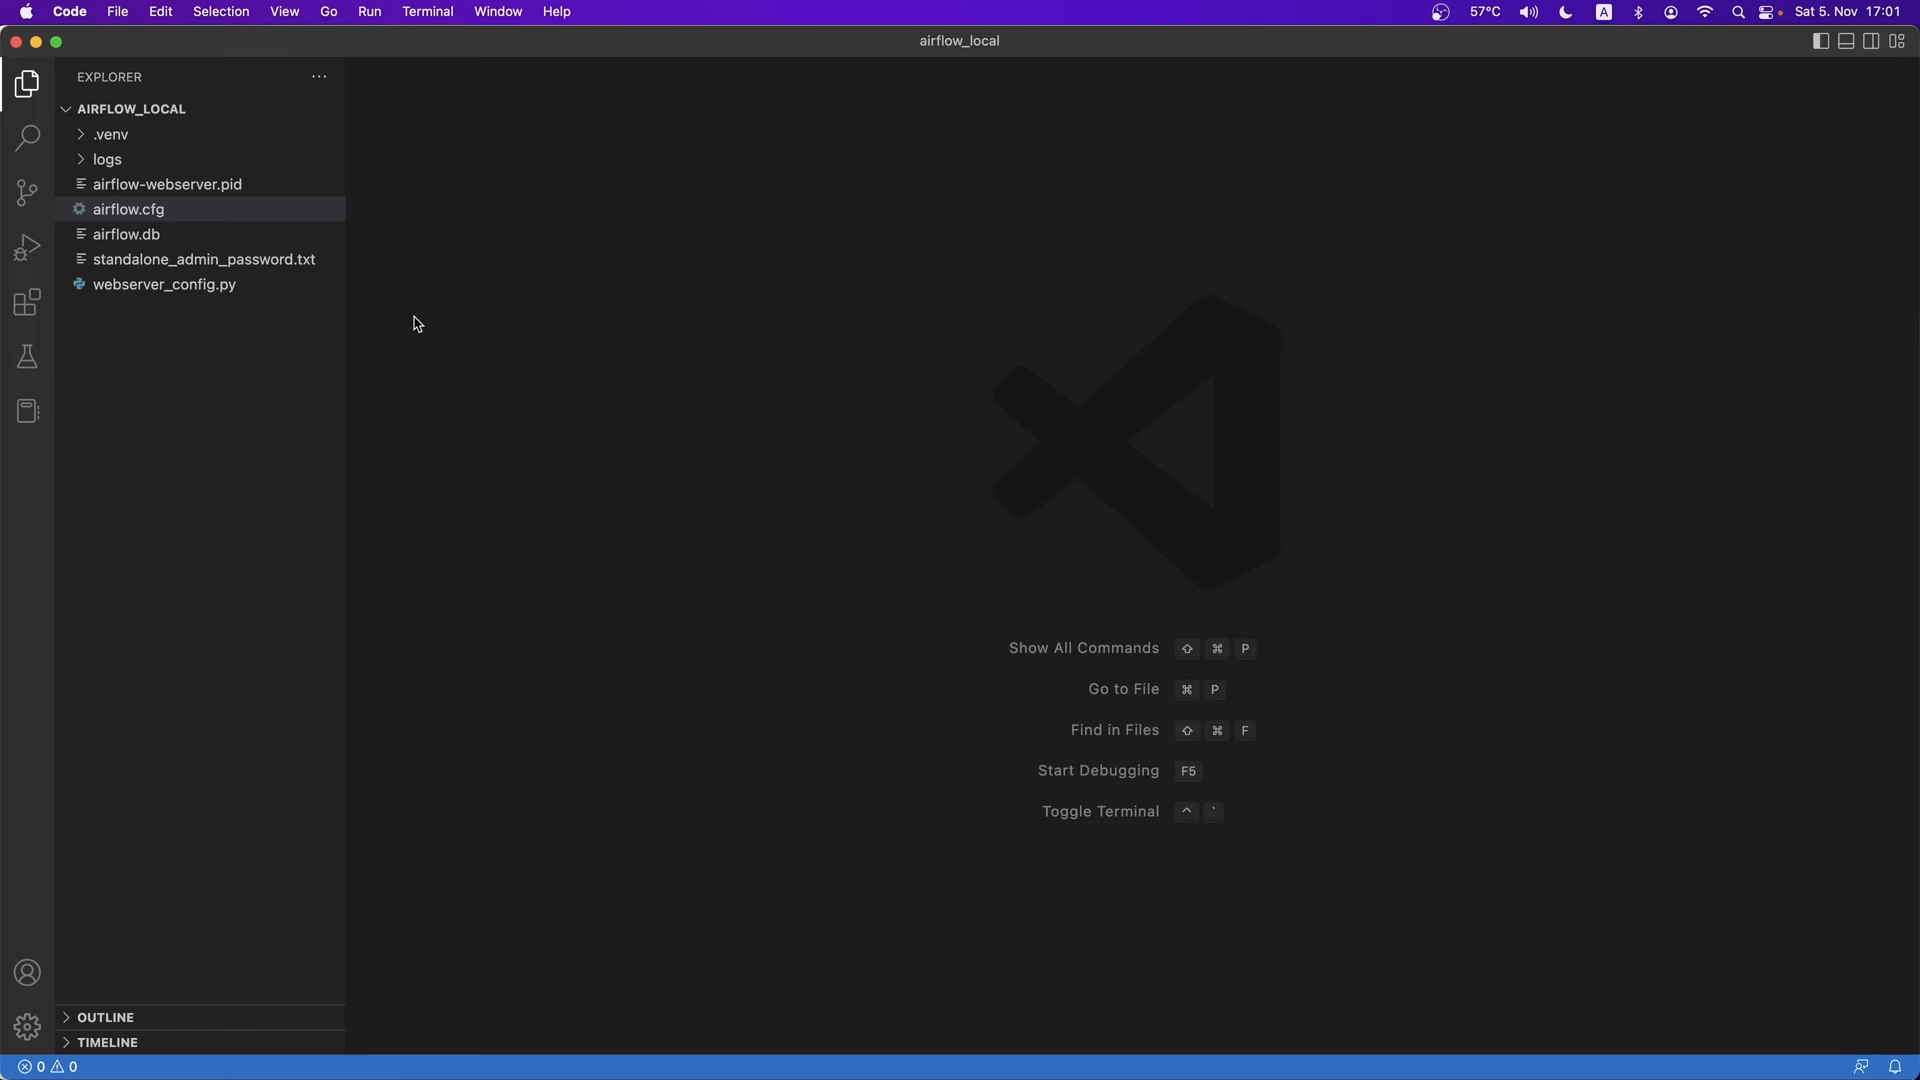 Code File Edit Selection View Go Run Terminal Window Help 57°C A Sat 5. Nov 17:01
airflow_local
EXPLORER
AIRFLOW_LOCAL
.venv
logs
airflow-webserver.pid
airflow.cfg
airflow.db
standalone_admin_password.txt
webserver_config.py
Show All Commands ⇧ ⌘ P
Go to File ⌘ P
Find in Files ⇧ ⌘ F
Start Debugging F5
Toggle Terminal ^ `
OUTLINE
TIMELINE
0 0